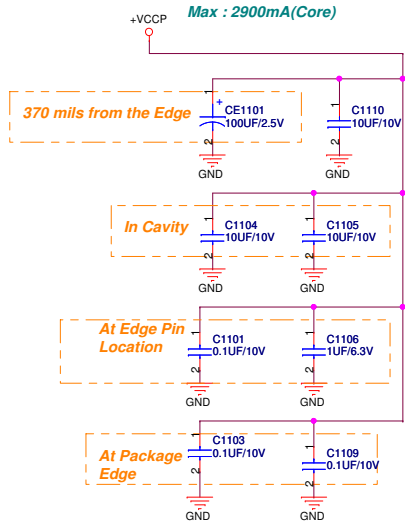 Max : 2900mA(Core)
+VCCP
370 mils from the Edge
1
+
CE1101
100UF/2.5V
2
GND
1
C1110
10UF/10V
2
GND
In Cavity
1
C1104
10UF/10V
2
GND
1
C1105
10UF/10V
2
GND
At Edge Pin
Location
1
C1101
0.1UF/10V
2
GND
1
C1106
1UF/6.3V
2
GND
At Package
Edge
1
C1103
0.1UF/10V
2
GND
1
C1109
0.1UF/10V
2
GND